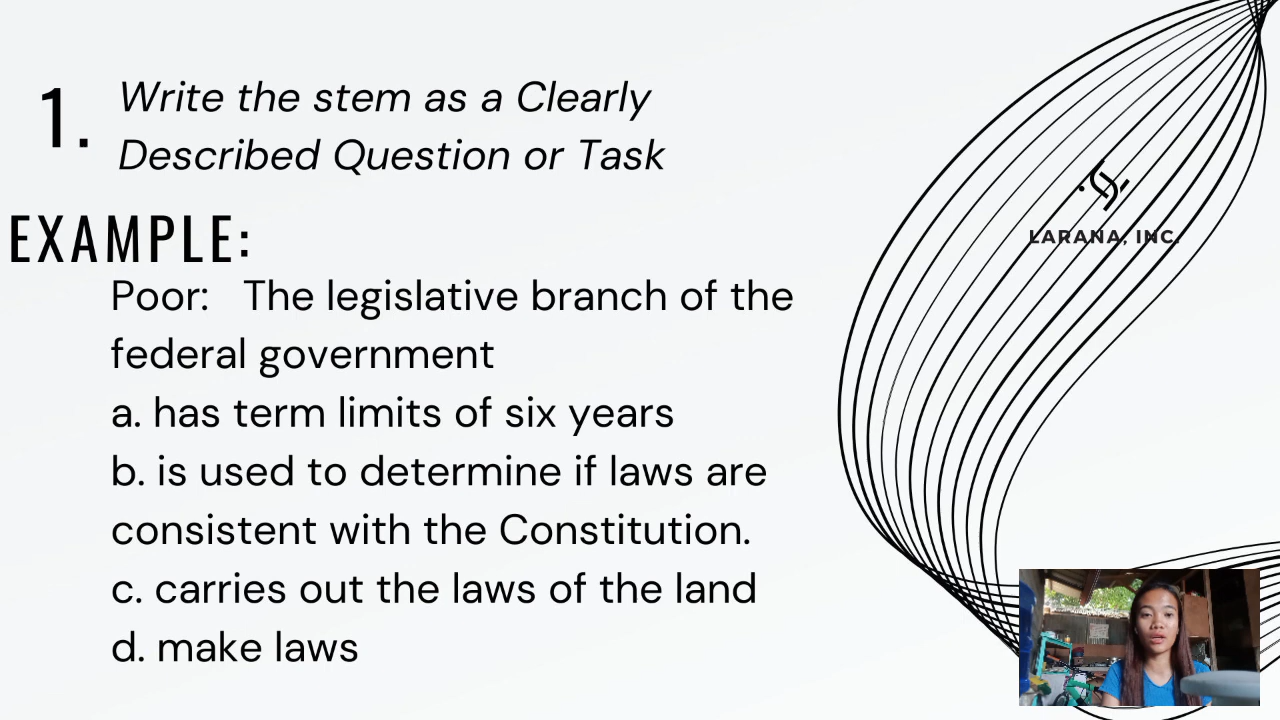 1. Write the stem as a Clearly
Described Question or Task
LARANA, INC.
EXAMPLE:
Poor: The legislative branch of the
federal government
a. has term limits of six years
b. is used to determine if laws are
consistent with the Constitution.
c. carries out the laws of the land
d. make laws